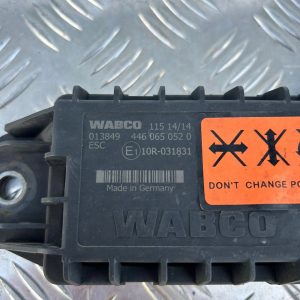 WABCO 115 14/14
013849 446 065 052 0
ESC
E1 10R-031831
Made in Germany
DON'T CHANGE PO
WABCO